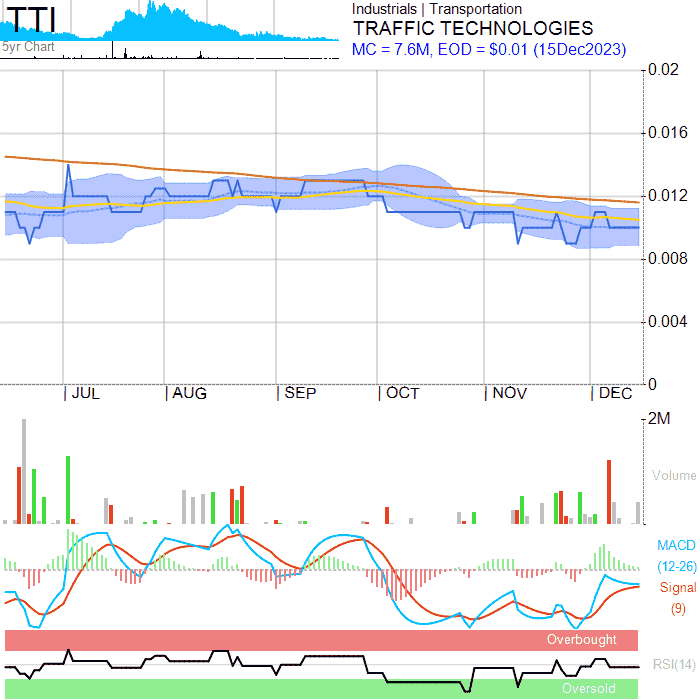 TTI
5yr Chart
Industrials | Transportation
TRAFFIC TECHNOLOGIES
MC = 7.6M, EOD = $0.01 (15Dec2023)
0.02
0.016
0.012
0.008
0.004
0
JUL AUG SEP OCT NOV DEC
2M
Volume
MACD
(12-26)
Signal
(9)
Overbought
RSI(14)
Oversold